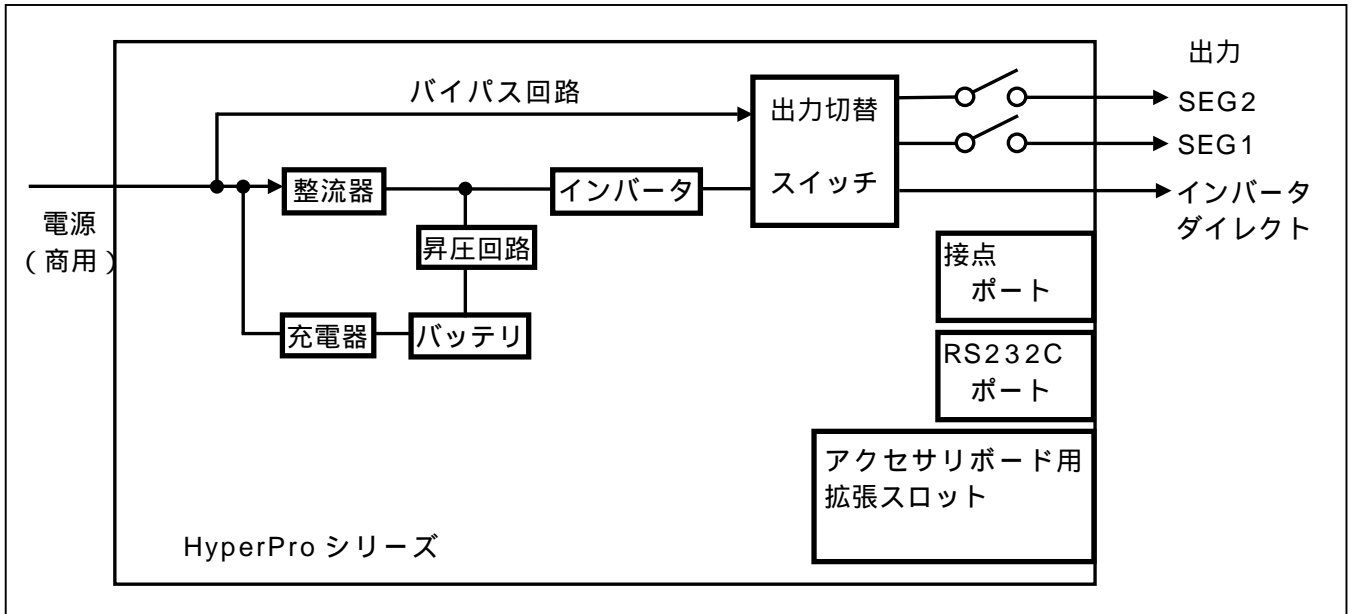 出力
バイパス回路
出力切替
スイッチ
SEG2
SEG1
インバータ
ダイレクト
電源
(商用)
整流器
インバータ
昇圧回路
充電器
バッテリ
接点
ポート
RS232C
ポート
アクセサリボード用
拡張スロット
HyperPro シリーズ